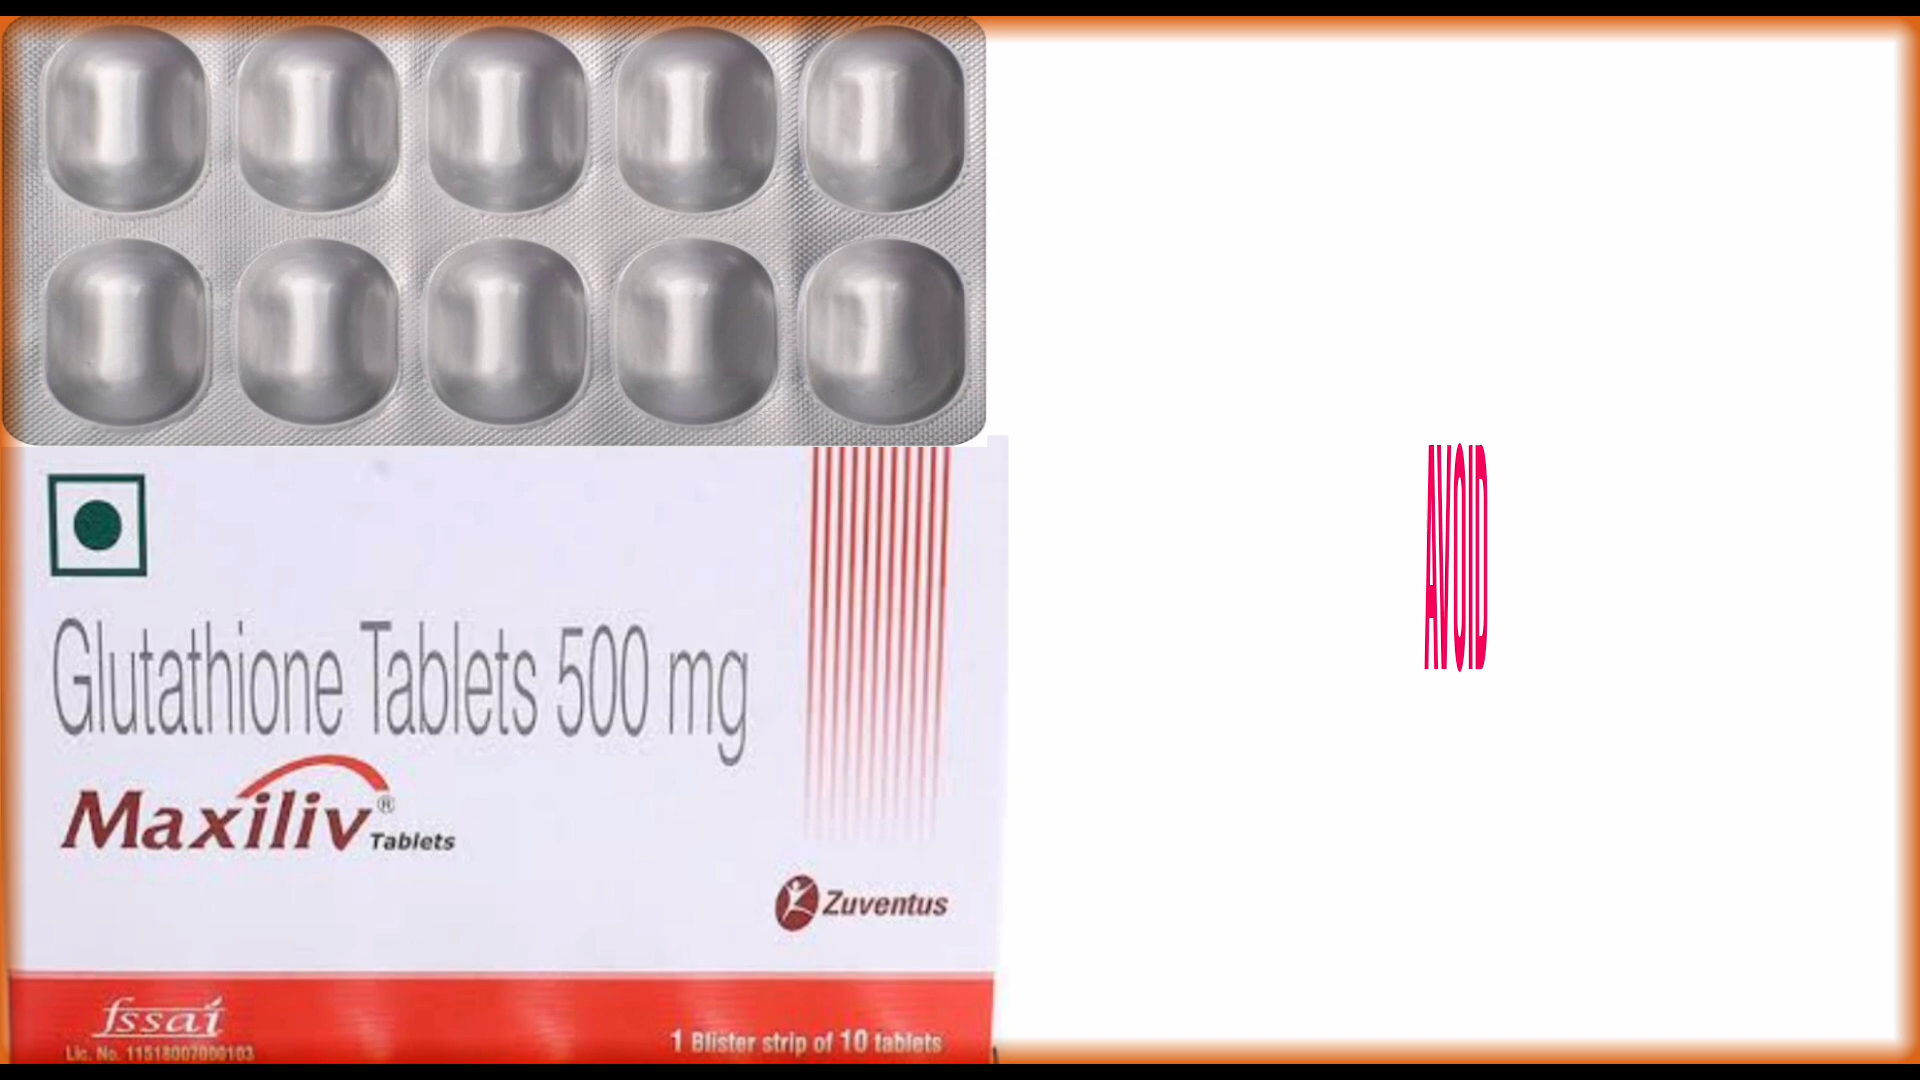 AVOID
Glutathione Tablets 500 mg
Maxiliv® Tablets
Zuventus
fssai
Lic. No. 11518007000103
1 Blister strip of 10 tablets